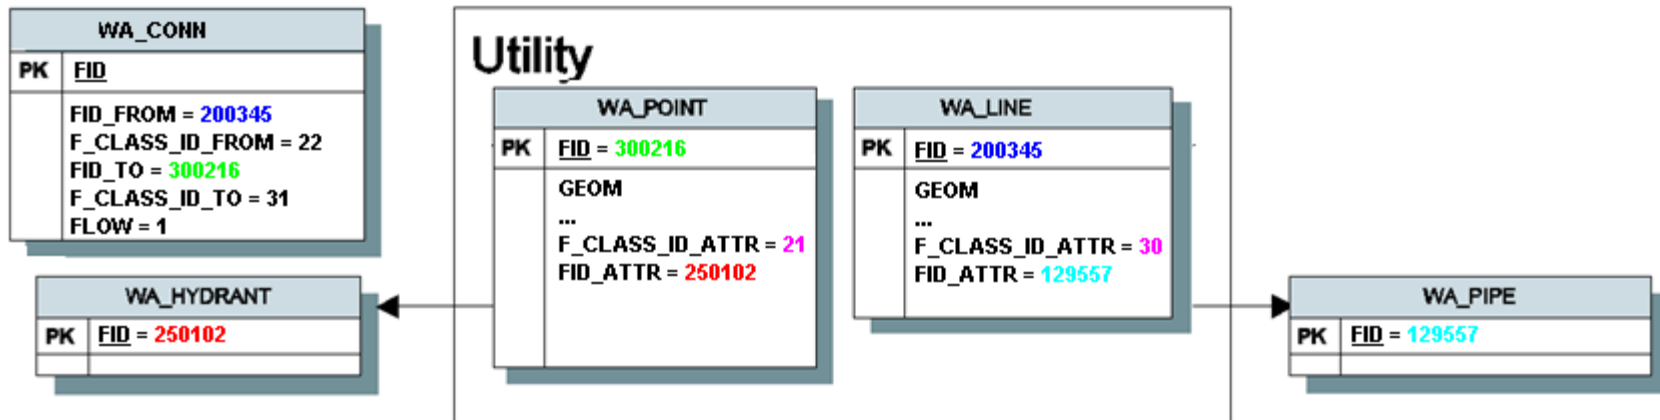 WA_CONN
PK FID
FID_FROM = 200345
F_CLASS_ID_FROM = 22
FID_TO = 300216
F_CLASS_ID_TO = 31
FLOW = 1
WA_HYDRANT
PK FID = 250102
Utility
WA_POINT
PK FID = 300216
GEOM
...
F_CLASS_ID_ATTR = 21
FID_ATTR = 250102
WA_LINE
PK FID = 200345
GEOM
...
F_CLASS_ID_ATTR = 30
FID_ATTR = 129557
WA_PIPE
PK FID = 129557